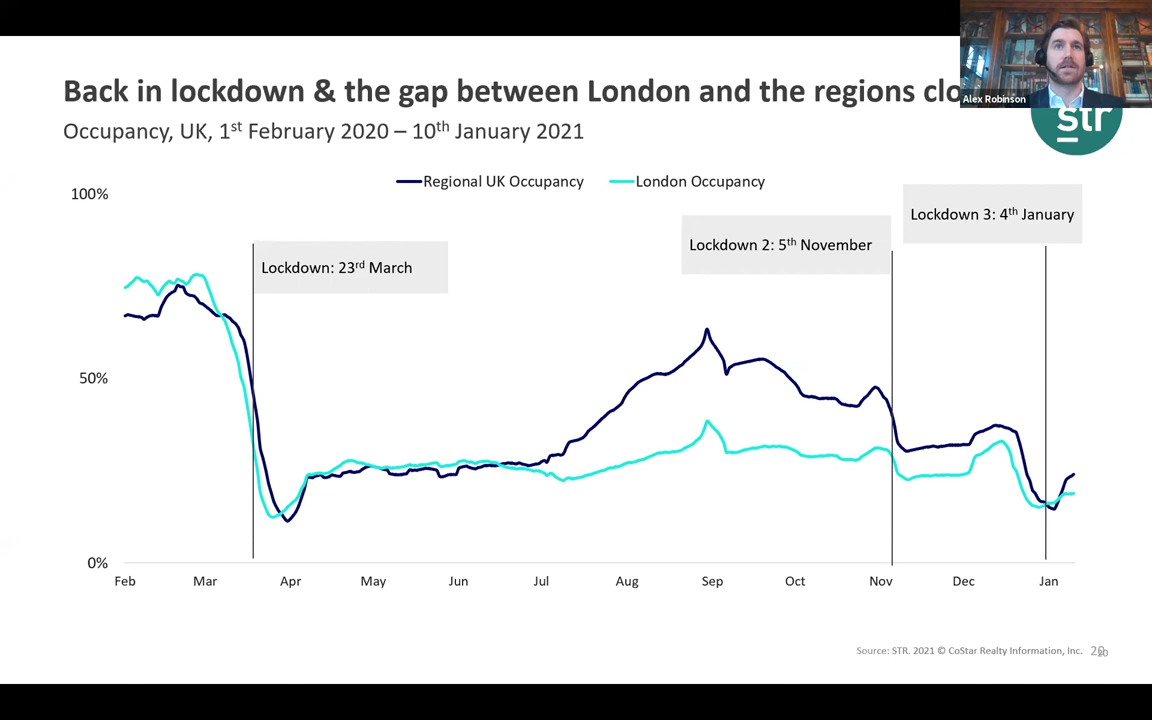 Back in lockdown & the gap between London and the regions clo
Alex Robinson
str
Occupancy, UK, 1st February 2020 – 10th January 2021
Regional UK Occupancy
London Occupancy
100%
Lockdown 3: 4th January
Lockdown 2: 5th November
Lockdown: 23rd March
50%
0%
Feb Mar Apr May Jun Jul Aug Sep Oct Nov Dec Jan
Source: STR. 2021 © CoStar Realty Information, Inc.
20